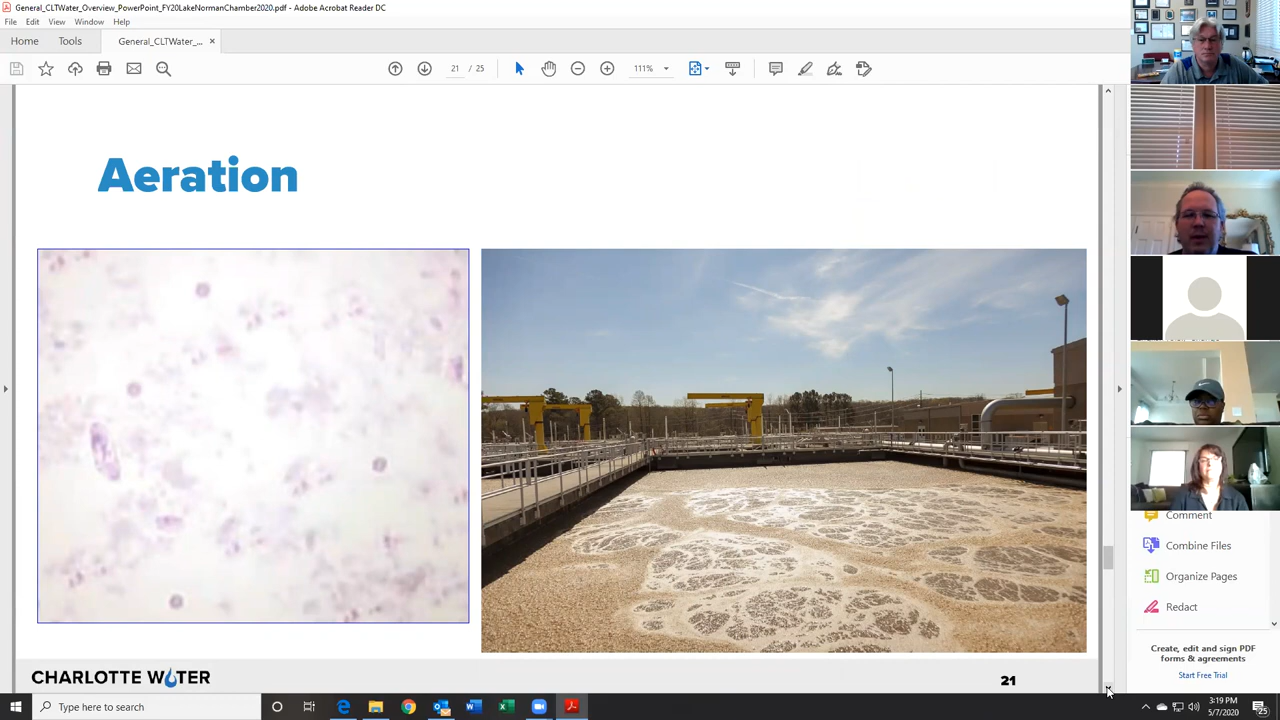 General_CLTWater_Overview_PowerPoint_FY20LakeNormanChamber2020.pdf - Adobe Acrobat Reader DC
File Edit View Window Help
Home Tools General_CLTWater_... ×
25 111%
Aeration
Comment
Combine Files
Organize Pages
Redact
Create, edit and sign PDF
forms & agreements
Start Free Trial
CHARLOTTE WATER 21
Type here to search
3:19 PM
5/7/2020
25